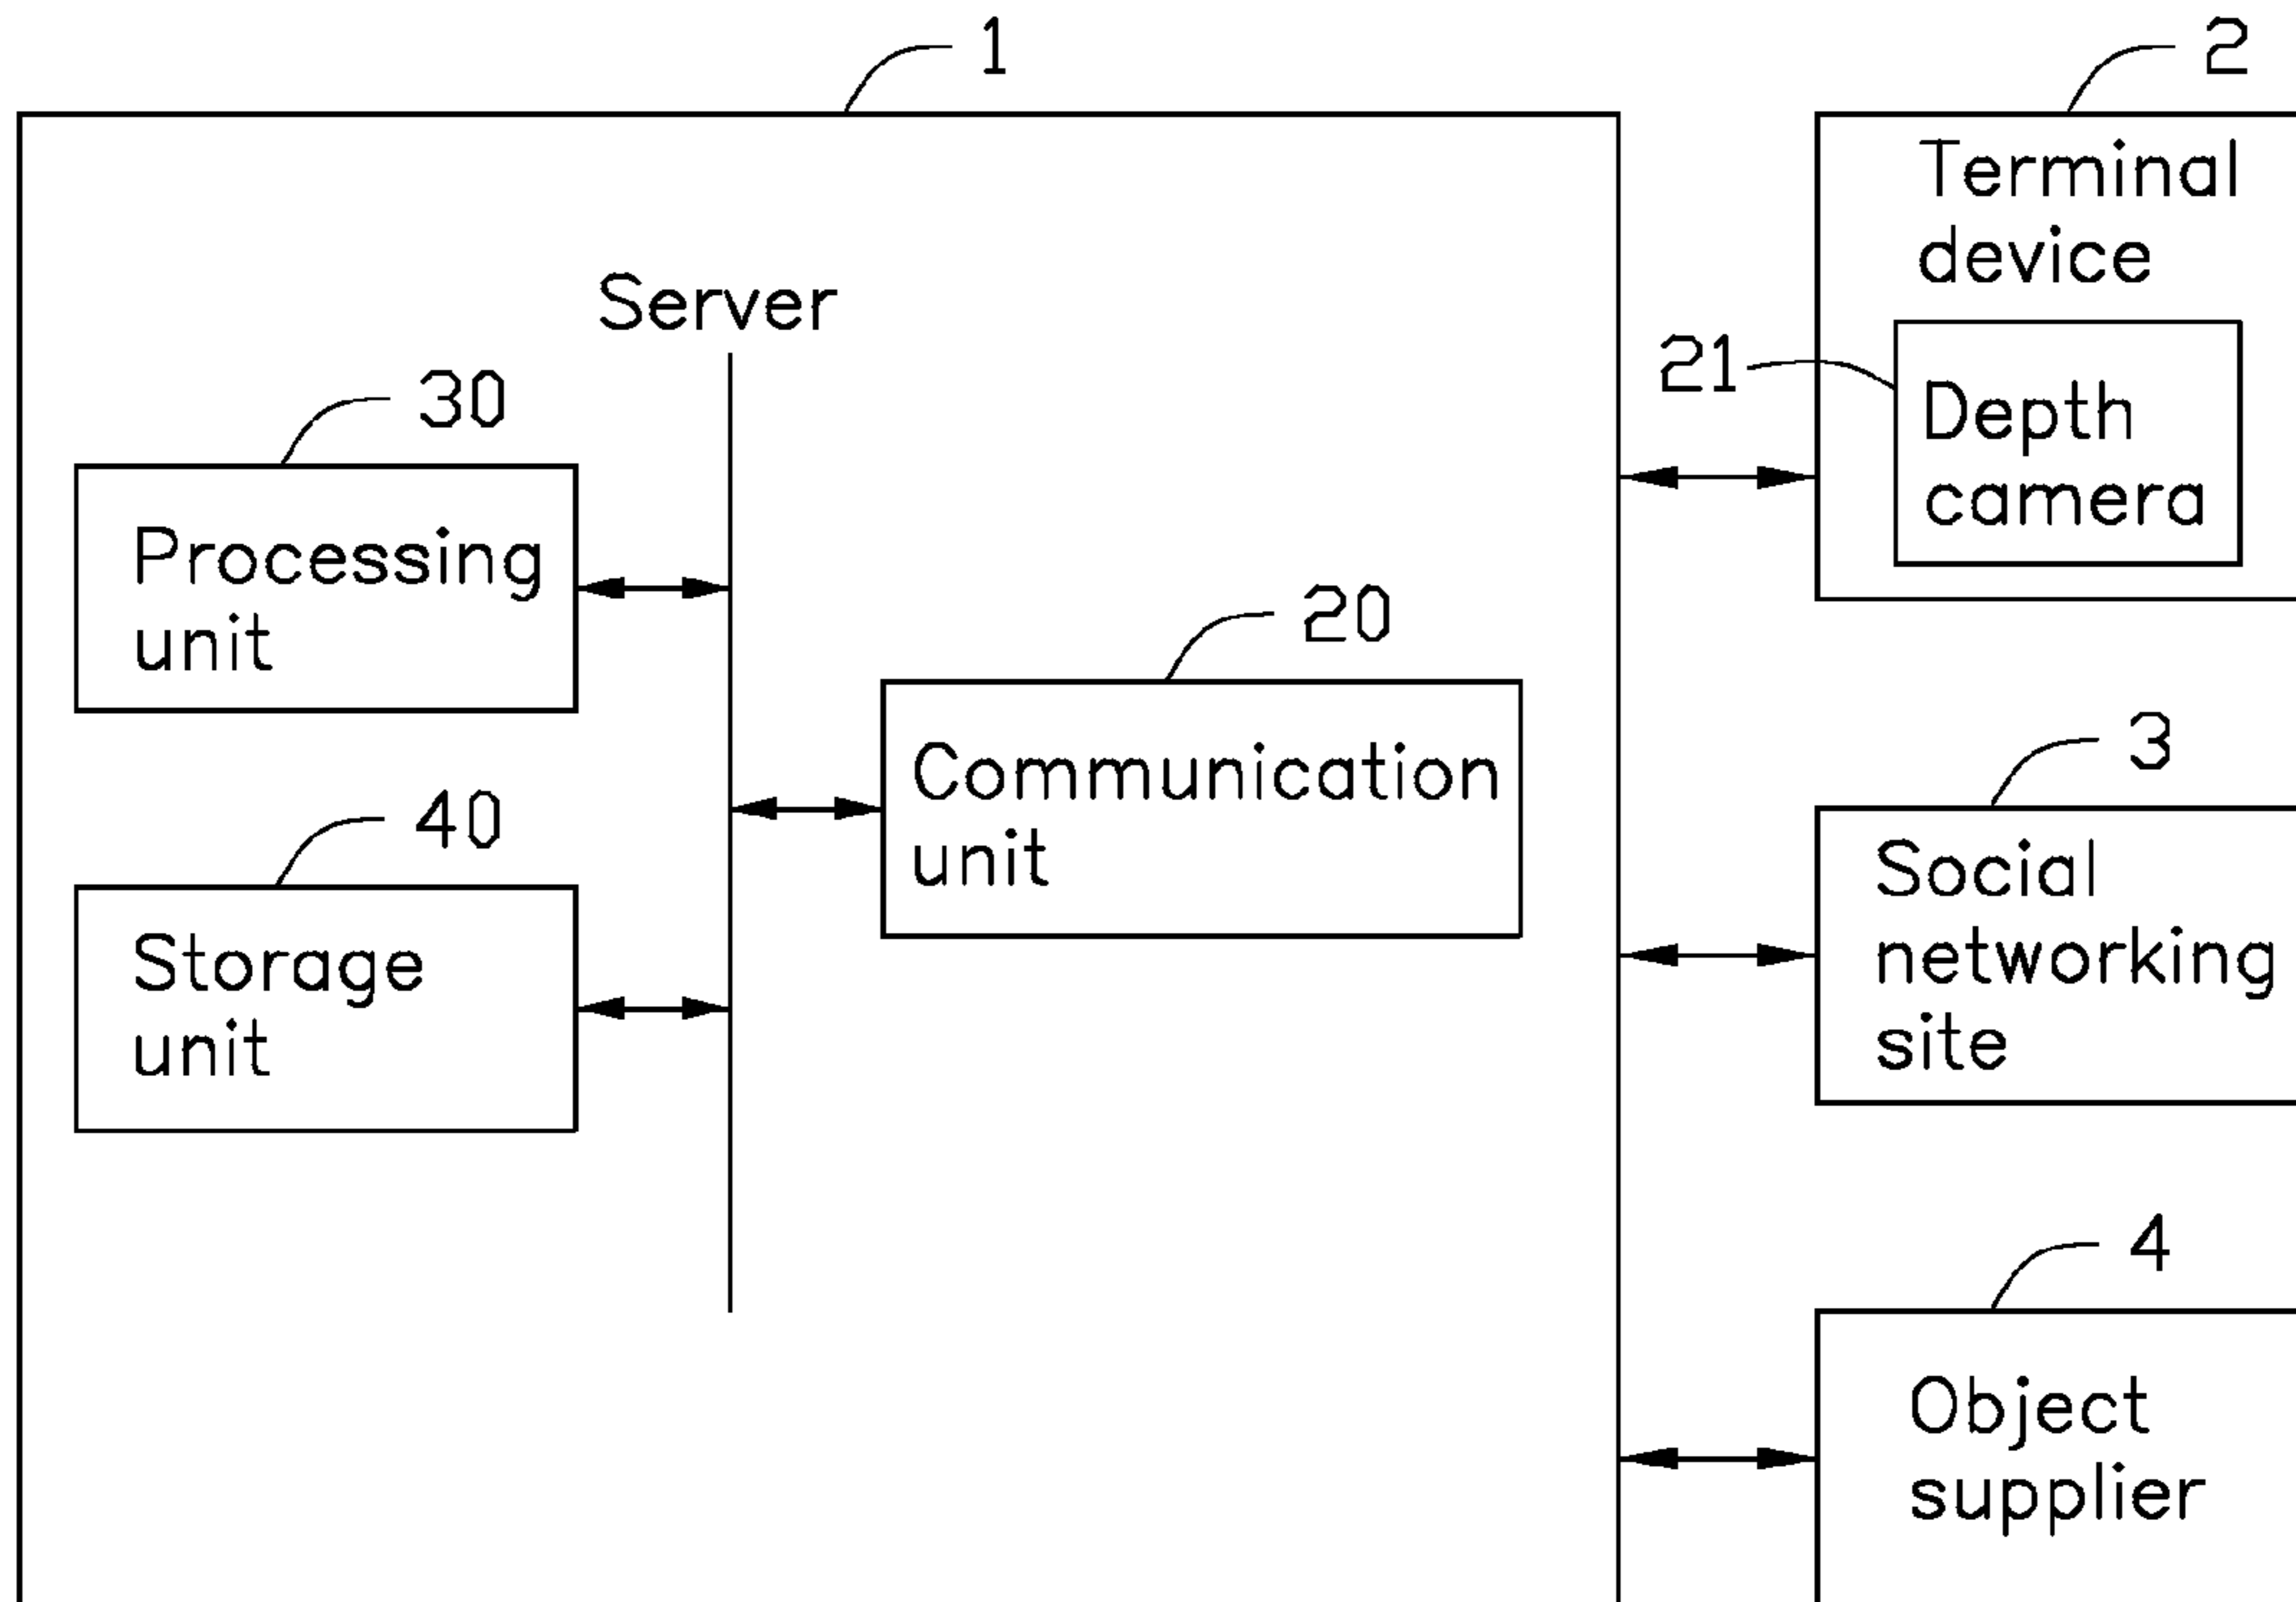 1
Server
30
Processing
unit
20
Communication
unit
40
Storage
unit
2
Terminal
device
21
Depth
camera
3
Social
networking
site
4
Object
supplier